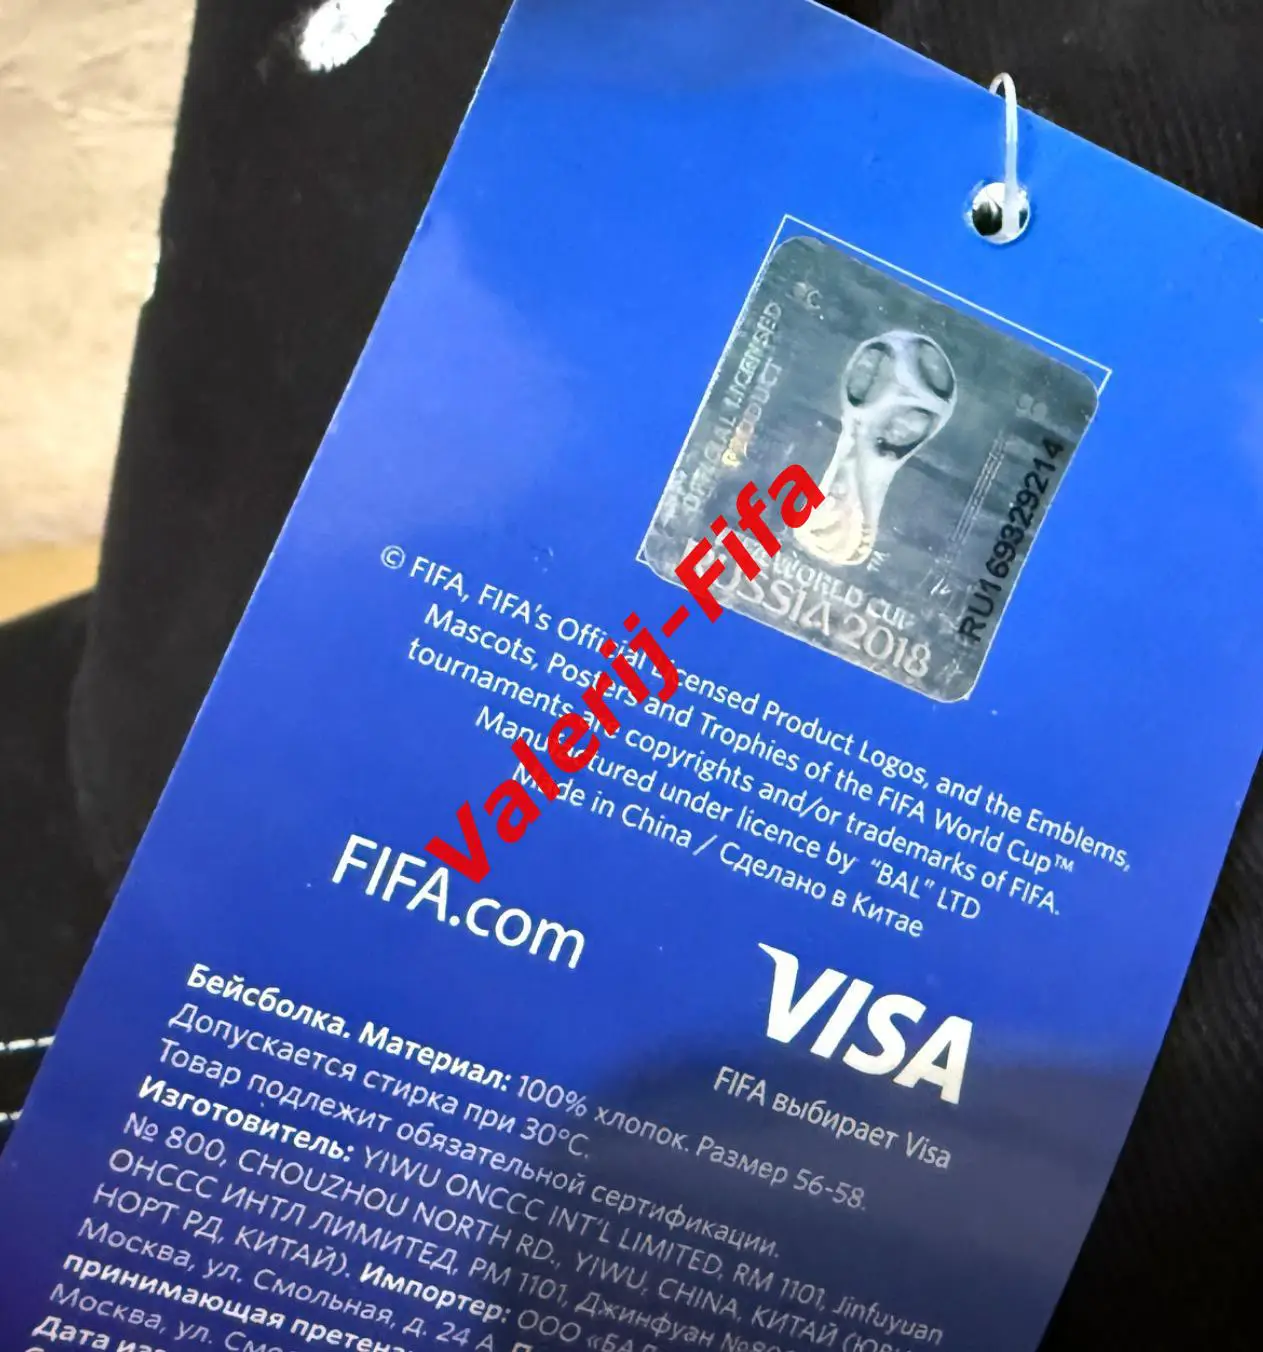 OFFICIAL LICENSED
PRODUCT
RU169329214
FIFA WORLD CUP™
RUSSIA 2018
© FIFA, FIFA's Official Licensed Product Logos, and the Emblems,
Mascots, Posters and Trophies of the FIFA World Cup™
tournaments are copyrights and/or trademarks of FIFA.
Manufactured under licence by "BAL" LTD
Made in China / Сделано в Китае
Valerij-Fifa
FIFA.com
VISA
FIFA выбирает Visa
Бейсболка. Материал: 100% хлопок. Размер 56-58.
Допускается стирка при 30°C.
Товар подлежит обязательной сертификации.
Изготовитель: YIWU ONCCC INT'L LIMITED, RM 1101, Jinfuyuan
№ 800, CHOUZHOU NORTH RD., YIWU, CHINA, КИТАЙ
ОНССС ИНТЛ ЛИМИТЕД, РМ 1101, Джинфуан
НОРТ РД, КИТАЙ). Импортер: ООО
Москва, ул. Смольная, д. 24 А.
принимающая
Москва, ул.
Дата